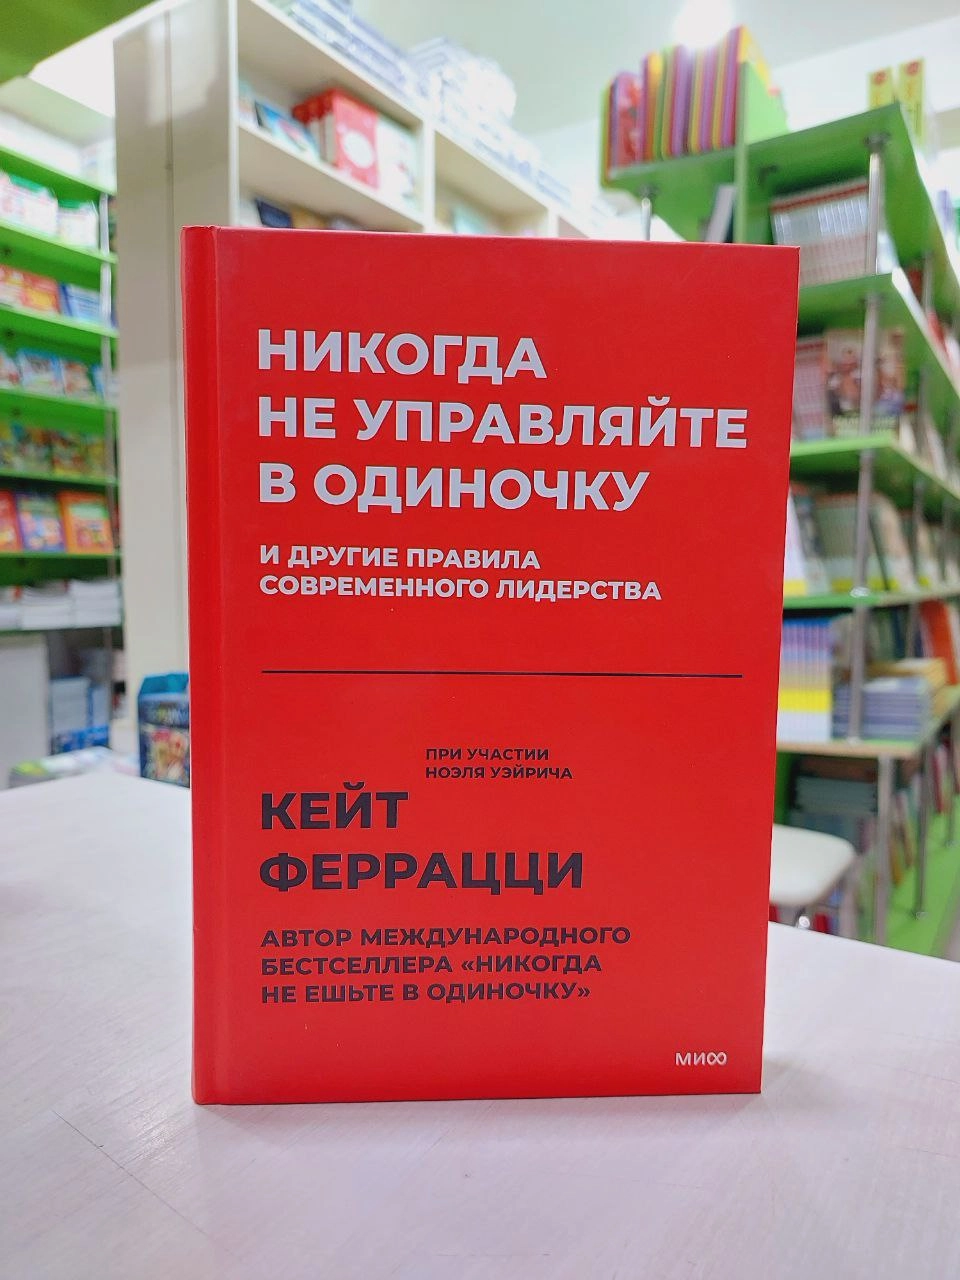 НИКОГДА
НЕ УПРАВЛЯЙТЕ
В ОДИНОЧКУ
И ДРУГИЕ ПРАВИЛА
СОВРЕМЕННОГО ЛИДЕРСТВА
ПРИ УЧАСТИИ
НОЭЛЯ УЭЙРИЧА
КЕЙТ
ФЕРРАЦЦИ
АВТОР МЕЖДУНАРОДНОГО
БЕСТСЕЛЛЕРА «НИКОГДА
НЕ ЕШЬТЕ В ОДИНОЧКУ»
МИФ